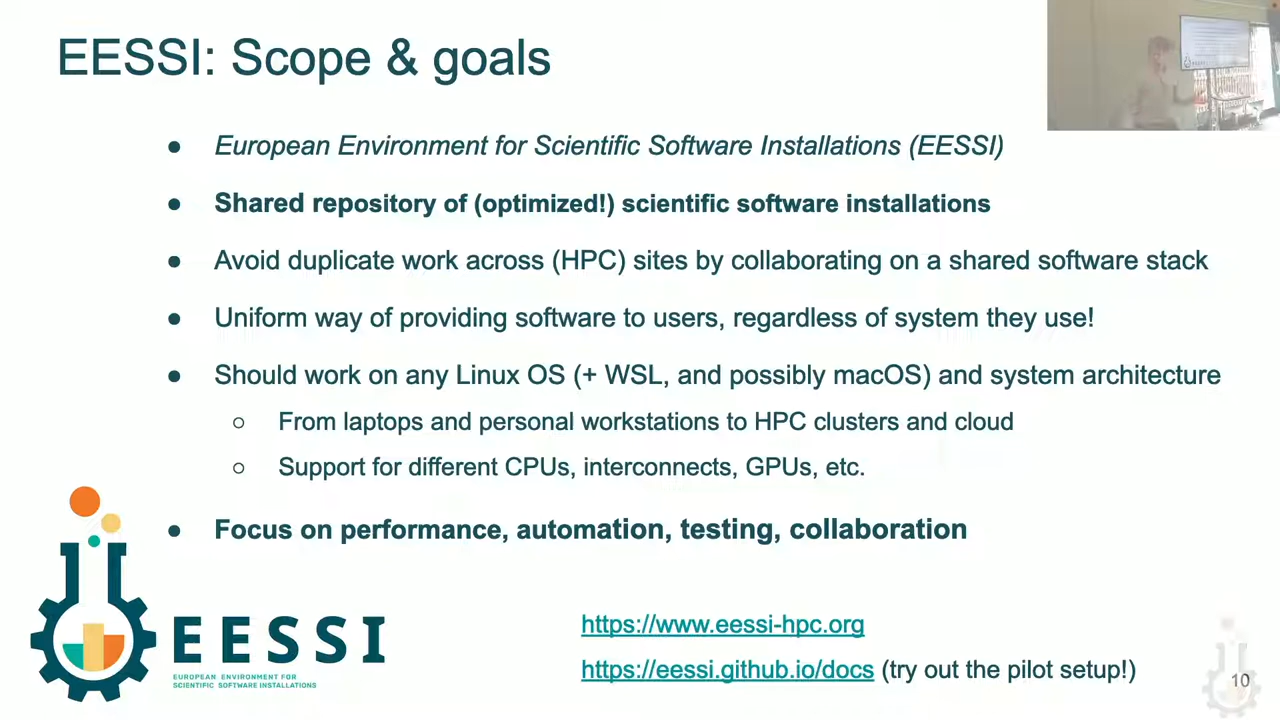 EESSI: Scope & goals
● European Environment for Scientific Software Installations (EESSI)
● Shared repository of (optimized!) scientific software installations
● Avoid duplicate work across (HPC) sites by collaborating on a shared software stack
● Uniform way of providing software to users, regardless of system they use!
● Should work on any Linux OS (+ WSL, and possibly macOS) and system architecture
○ From laptops and personal workstations to HPC clusters and cloud
○ Support for different CPUs, interconnects, GPUs, etc.
● Focus on performance, automation, testing, collaboration
EESSI
EUROPEAN ENVIRONMENT FOR
SCIENTIFIC SOFTWARE INSTALLATIONS
https://www.eessi-hpc.org
https://eessi.github.io/docs (try out the pilot setup!)
10